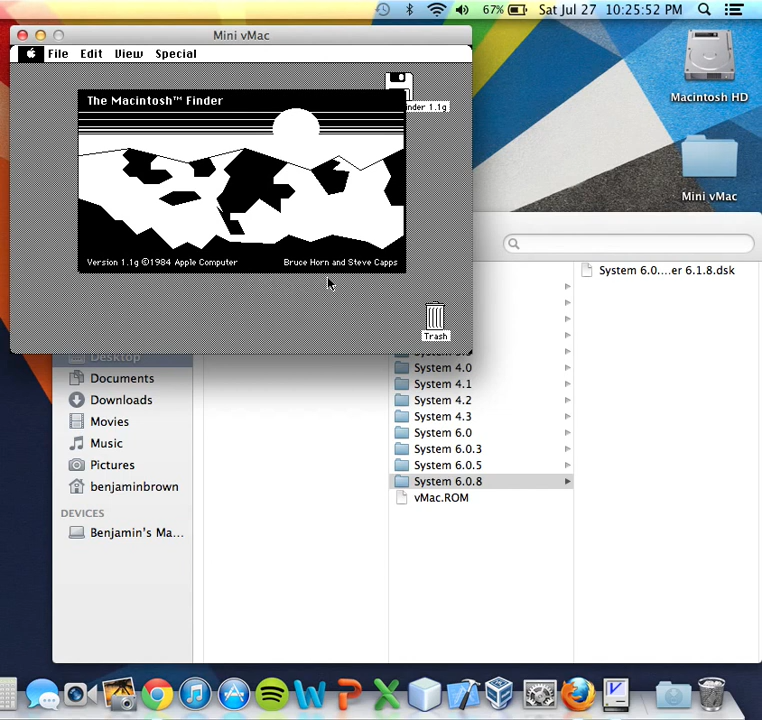 67%
Sat Jul 27
10:25:52 PM
Mini vMac
File Edit View Special
The Macintosh™ Finder
inder 1.1g
Version 1.1g ©1984 Apple Computer
Bruce Horn and Steve Capps
Trash
Macintosh HD
Mini vMac
Desktop
Documents
Downloads
Movies
Music
Pictures
benjaminbrown
DEVICES
Benjamin's Ma...
System 4.0
System 4.1
System 4.2
System 4.3
System 6.0
System 6.0.3
System 6.0.5
System 6.0.8
vMac.ROM
System 6.0....er 6.1.8.dsk